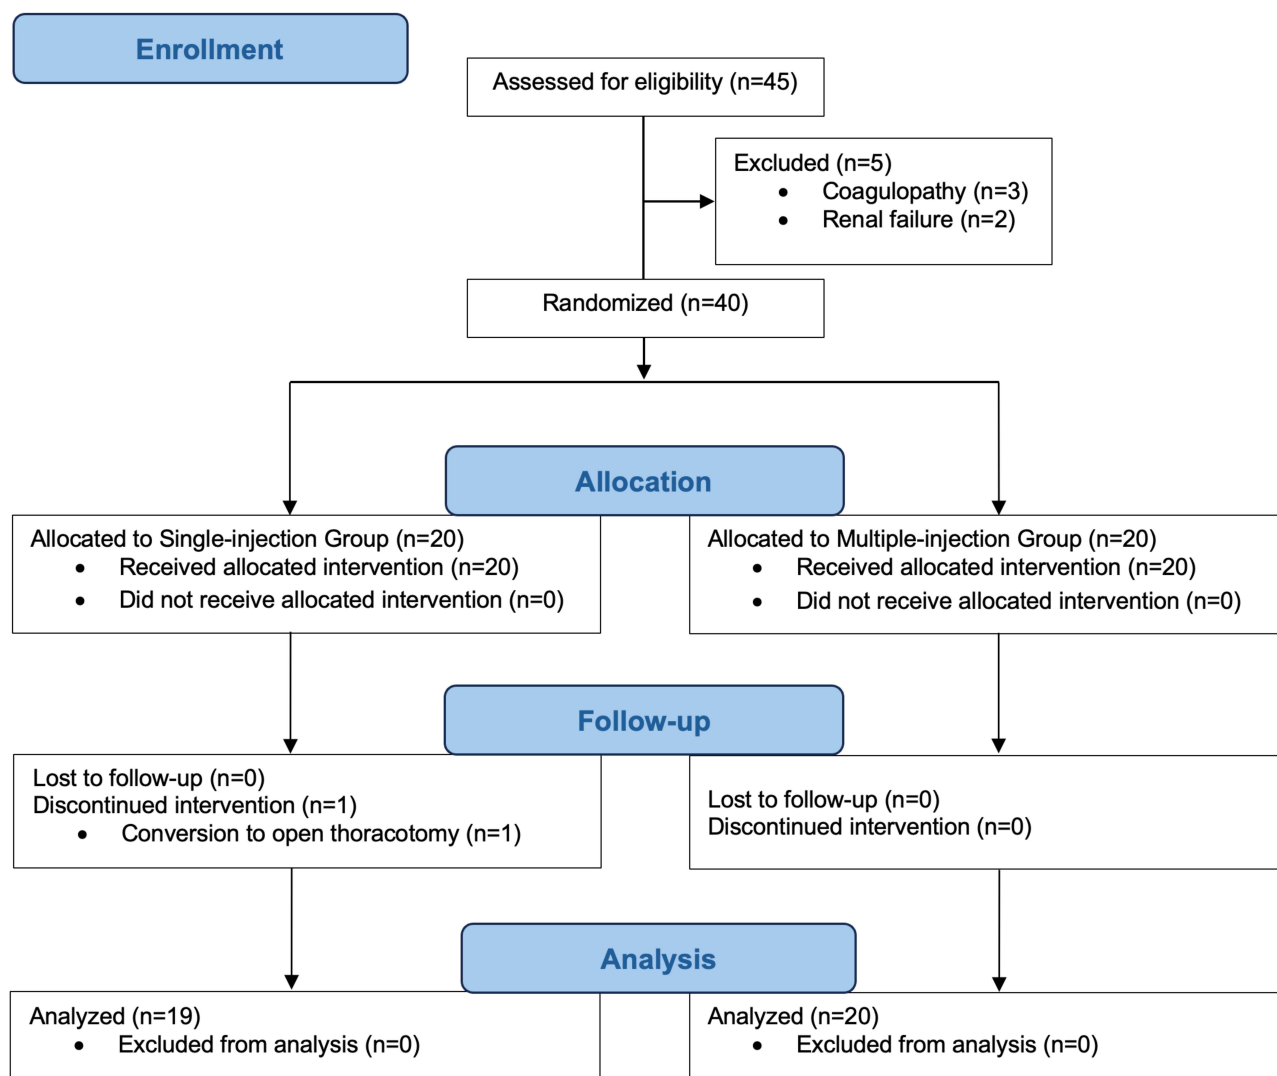 Enrollment
Assessed for eligibility (n=45)
Excluded (n=5)
• Coagulopathy (n=3)
• Renal failure (n=2)
Randomized (n=40)
Allocation
Allocated to Single-injection Group (n=20)
• Received allocated intervention (n=20)
• Did not receive allocated intervention (n=0)
Allocated to Multiple-injection Group (n=20)
• Received allocated intervention (n=20)
• Did not receive allocated intervention (n=0)
Follow-up
Lost to follow-up (n=0)
Discontinued intervention (n=1)
• Conversion to open thoracotomy (n=1)
Lost to follow-up (n=0)
Discontinued intervention (n=0)
Analysis
Analyzed (n=19)
• Excluded from analysis (n=0)
Analyzed (n=20)
• Excluded from analysis (n=0)